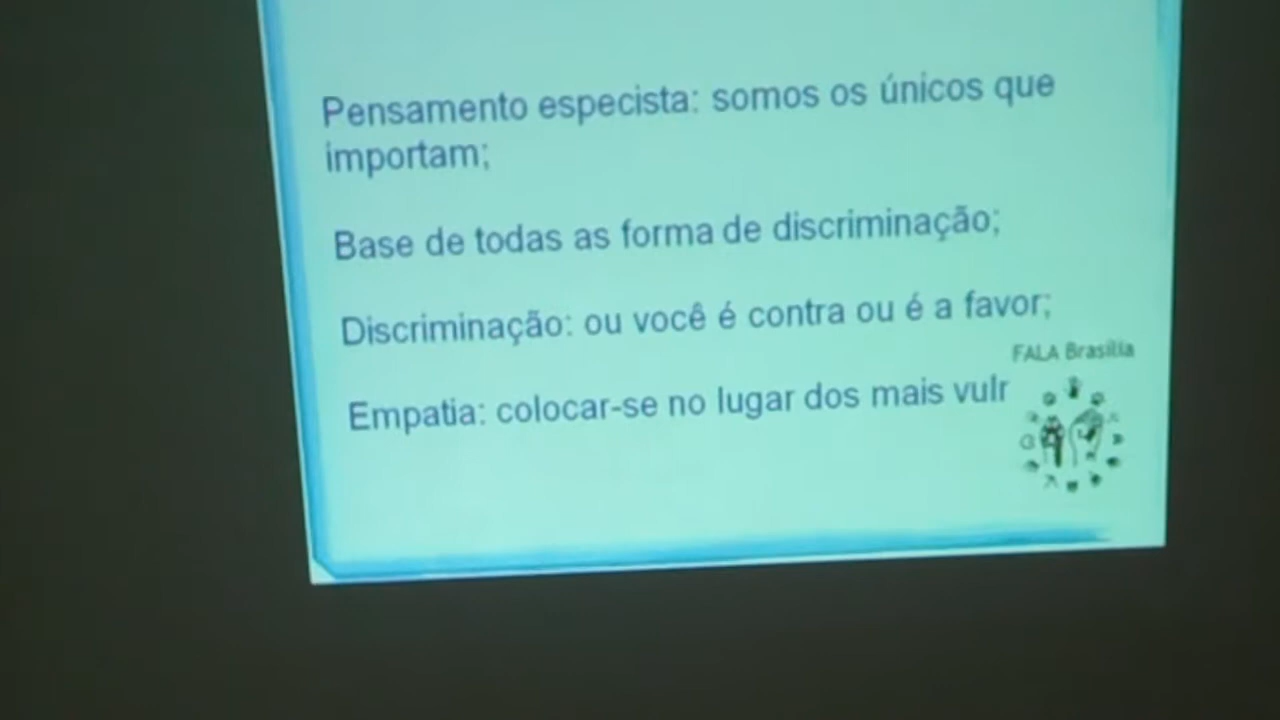 Pensamento especista: somos os únicos que
importam;
Base de todas as forma de discriminação;
Discriminação: ou você é contra ou é a favor;
FALA Brasília
Empatia: colocar-se no lugar dos mais vulr